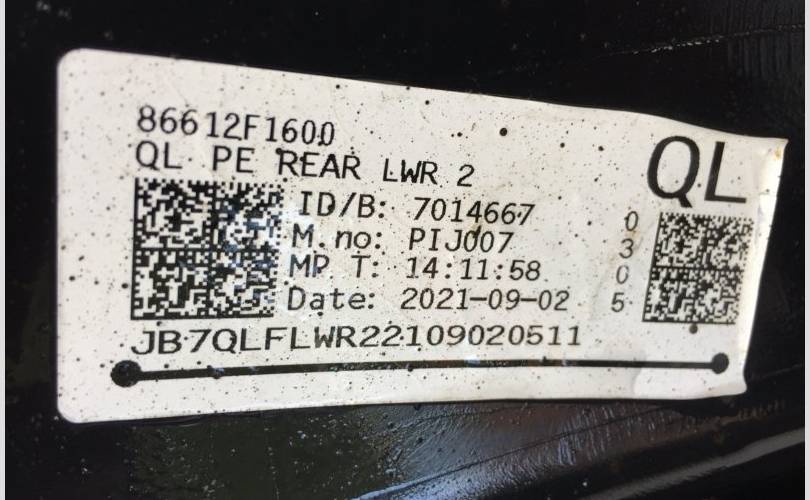 86612F1600
QL PE REAR LWR 2
QL
ID/B: 7014667
M.no: PIJ007
MP T: 14:11:58
Date: 2021-09-02
0
3
0
5
JB7QLFLWR22109020511